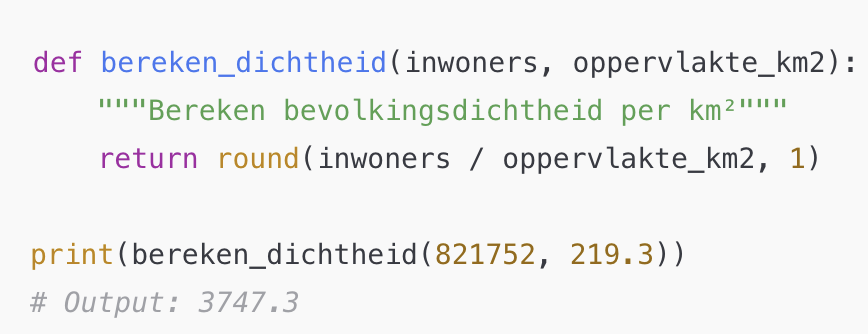 def bereken_dichtheid(inwoners, oppervlakte_km2):
    """Bereken bevolkingsdichtheid per km²"""
    return round(inwoners / oppervlakte_km2, 1)

print(bereken_dichtheid(821752, 219.3))
# Output: 3747.3